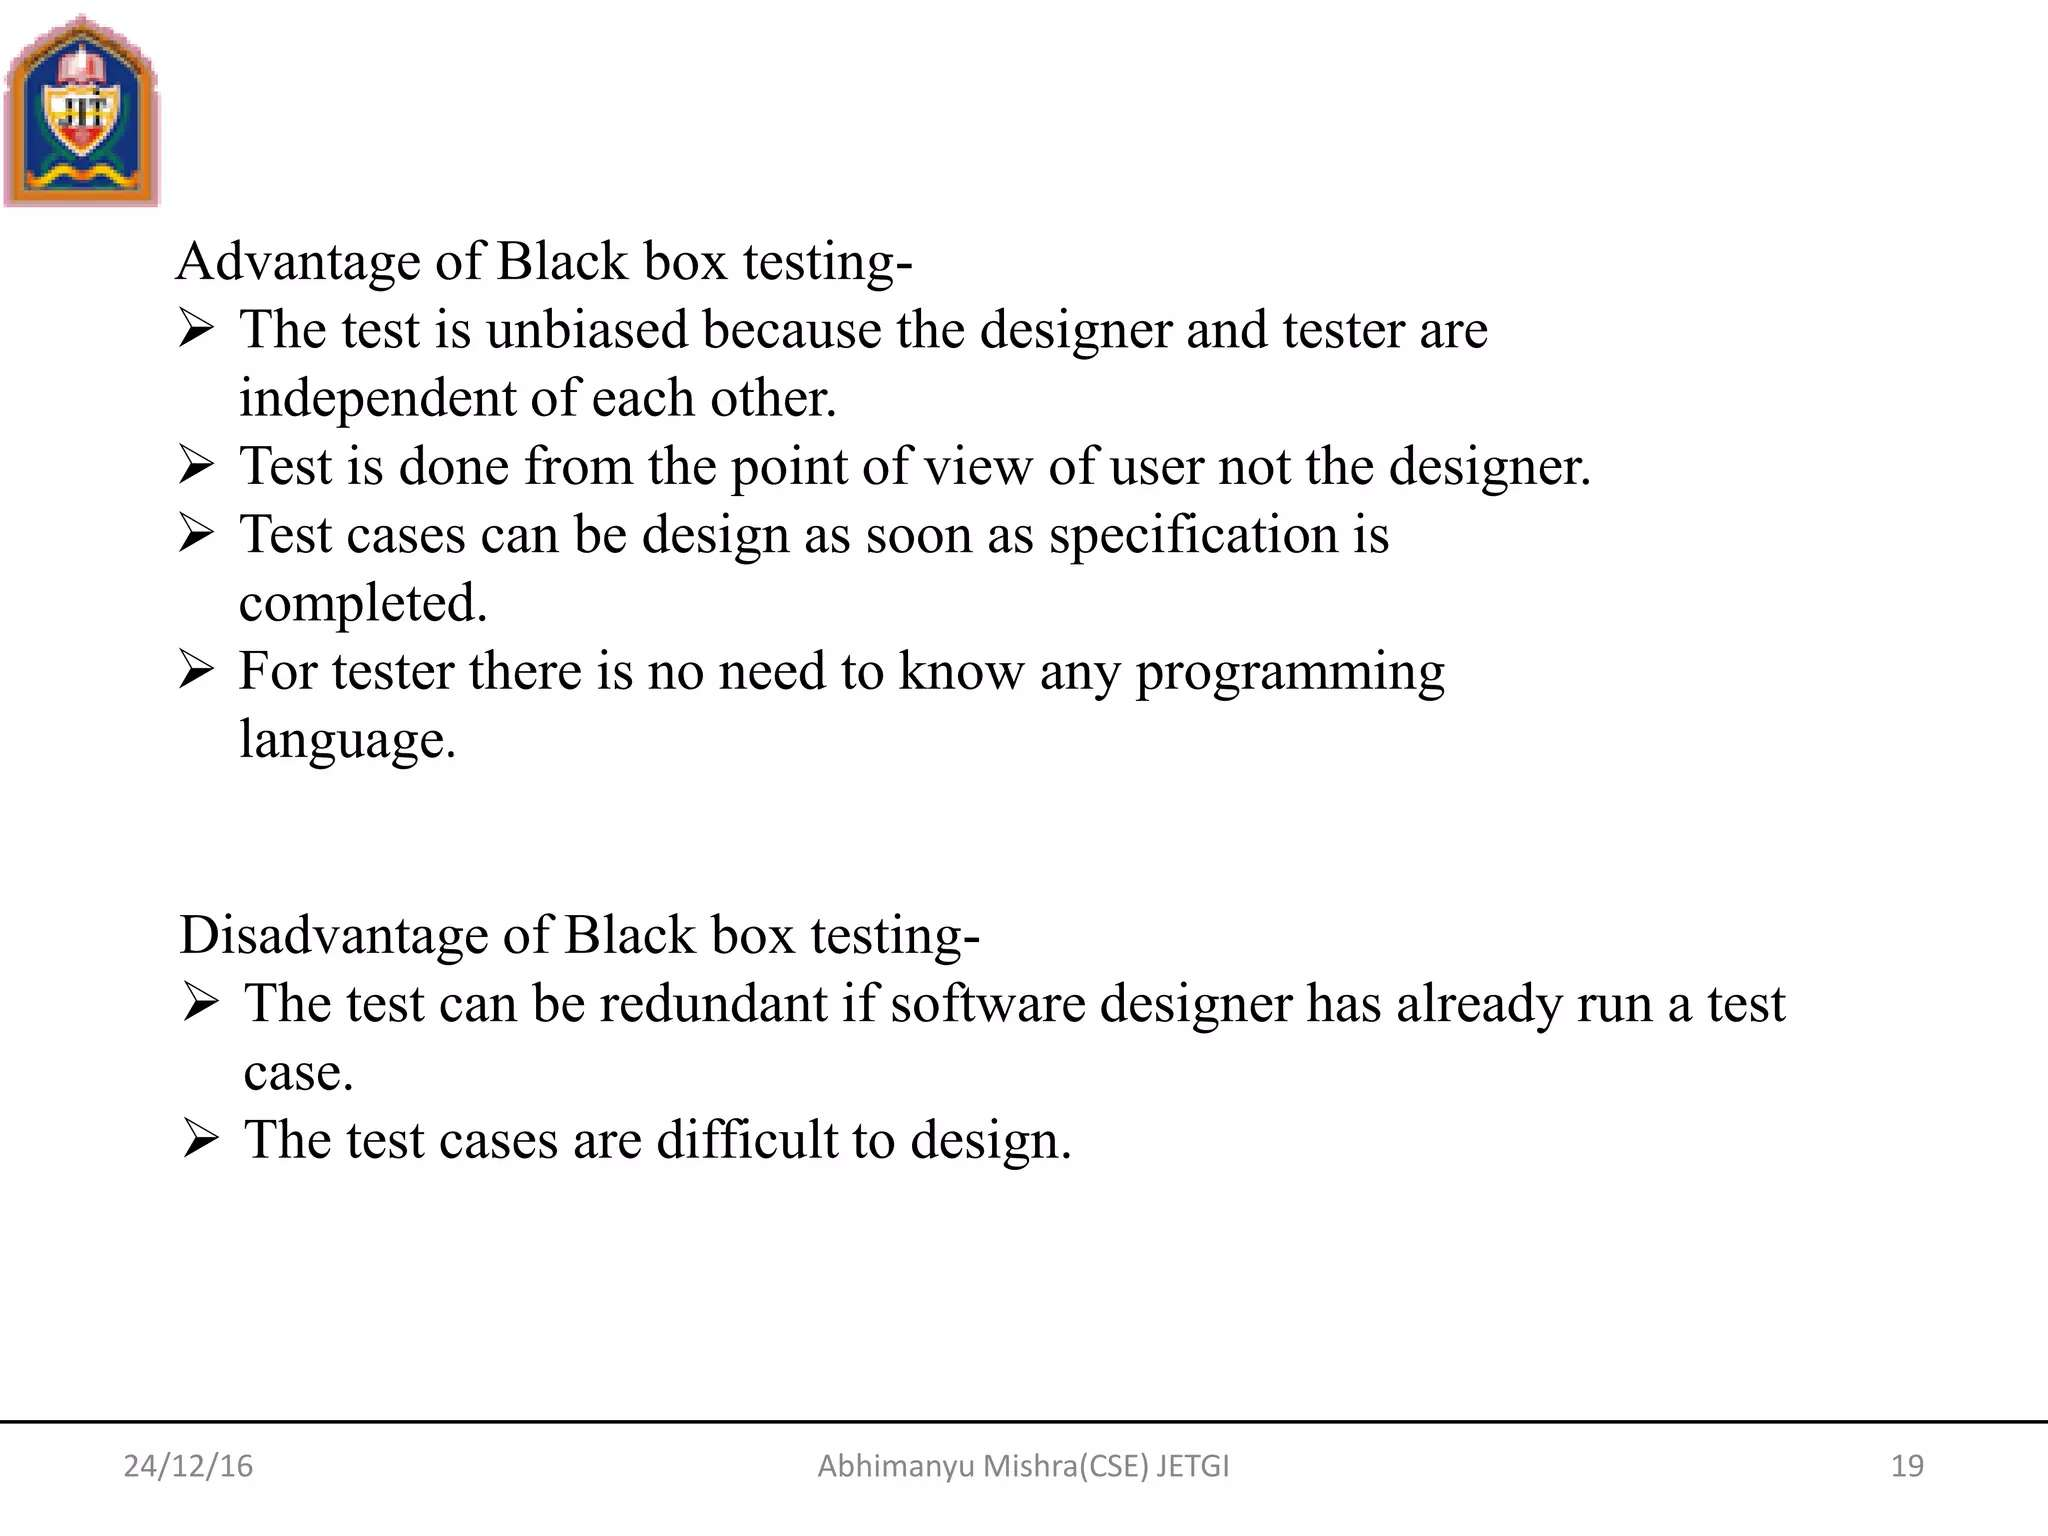 JIT
Advantage of Black box testing-
➢ The test is unbiased because the designer and tester are
independent of each other.
➢ Test is done from the point of view of user not the designer.
➢ Test cases can be design as soon as specification is
completed.
➢ For tester there is no need to know any programming
language.
Disadvantage of Black box testing-
➢ The test can be redundant if software designer has already run a test
case.
➢ The test cases are difficult to design.
24/12/16 Abhimanyu Mishra(CSE) JETGI 19